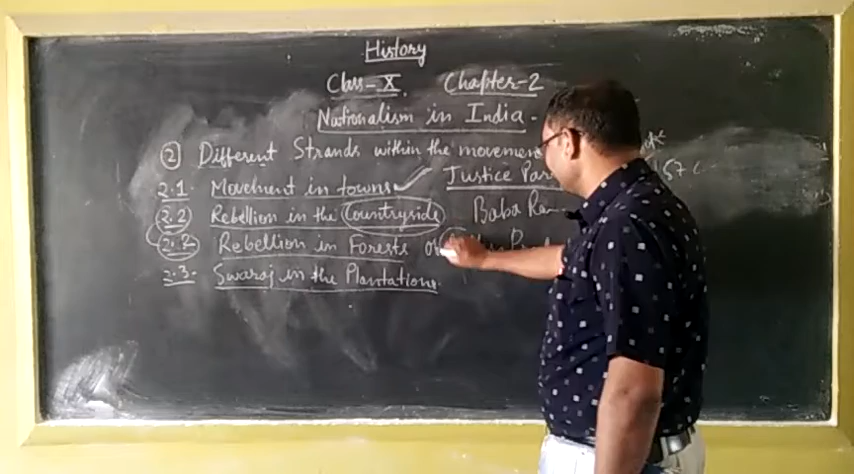 History
Class-X Chapter-2
Nationalism in India.
② Different Strands within the movement
2.1 Movement in towns ✓ Justice Par
2.2 Rebellion in the Countryside Baba Ra
2.2 Rebellion in Forests of
2.3. Swaraj in the Plantations.